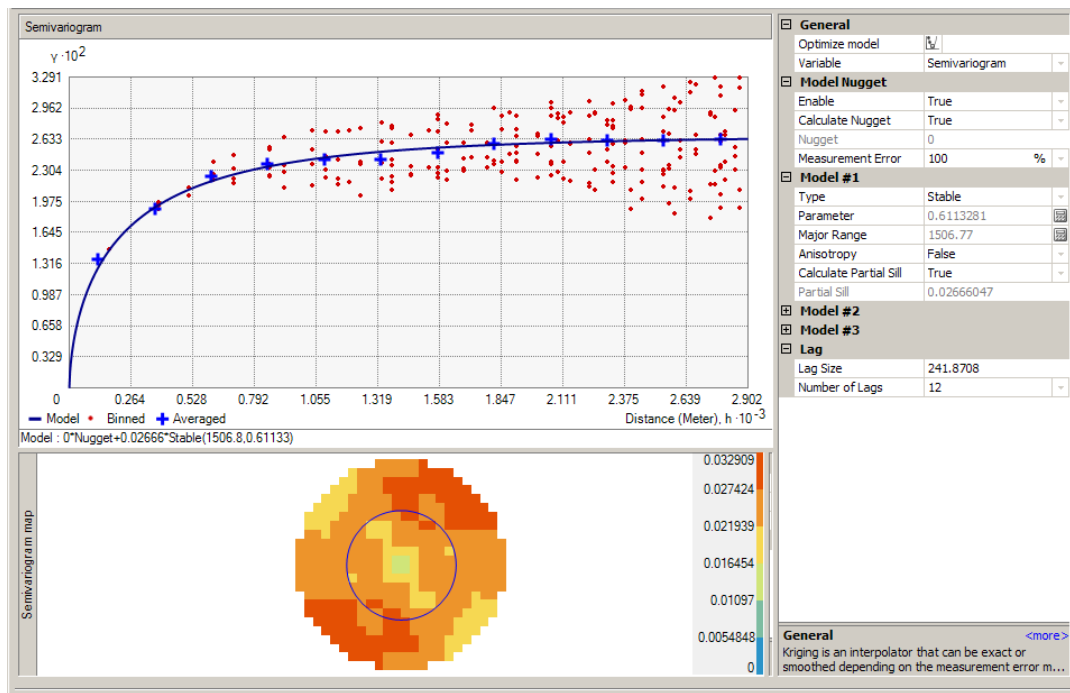 Semivariogram
γ ·10²
3.291
2.962
2.633
2.304
1.975
1.645
1.316
0.987
0.658
0.329
0 0.264 0.528 0.792 1.055 1.319 1.583 1.847 2.111 2.375 2.639 2.902
Model Binned Averaged Distance (Meter), h ·10⁻³
Model : 0*Nugget+0.02666*Stable(1506.8,0.61133)
Semivariogram map
0.032909
0.027424
0.021939
0.016454
0.01097
0.0054848
0
General
Optimize model
Variable Semivariogram
Model Nugget
Enable True
Calculate Nugget True
Nugget 0
Measurement Error 100 %
Model #1
Type Stable
Parameter 0.6113281
Major Range 1506.77
Anisotropy False
Calculate Partial Sill True
Partial Sill 0.02666047
Model #2
Model #3
Lag
Lag Size 241.8708
Number of Lags 12
General <more>
Kriging is an interpolator that can be exact or
smoothed depending on the measurement error m...